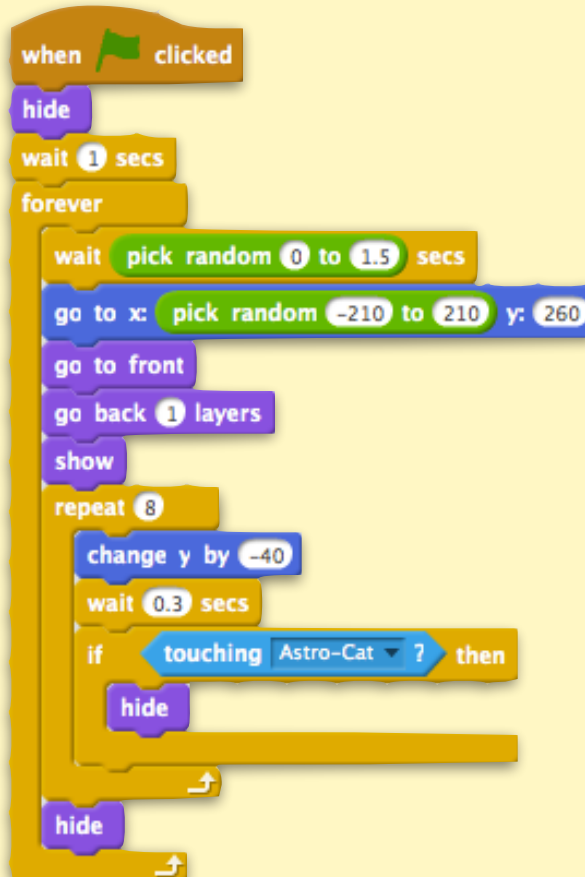 when clicked
hide
wait 1 secs
forever
wait pick random 0 to 1.5 secs
go to x: pick random -210 to 210 y: 260
go to front
go back 1 layers
show
repeat 8
change y by -40
wait 0.3 secs
if touching Astro-Cat ? then
hide
hide